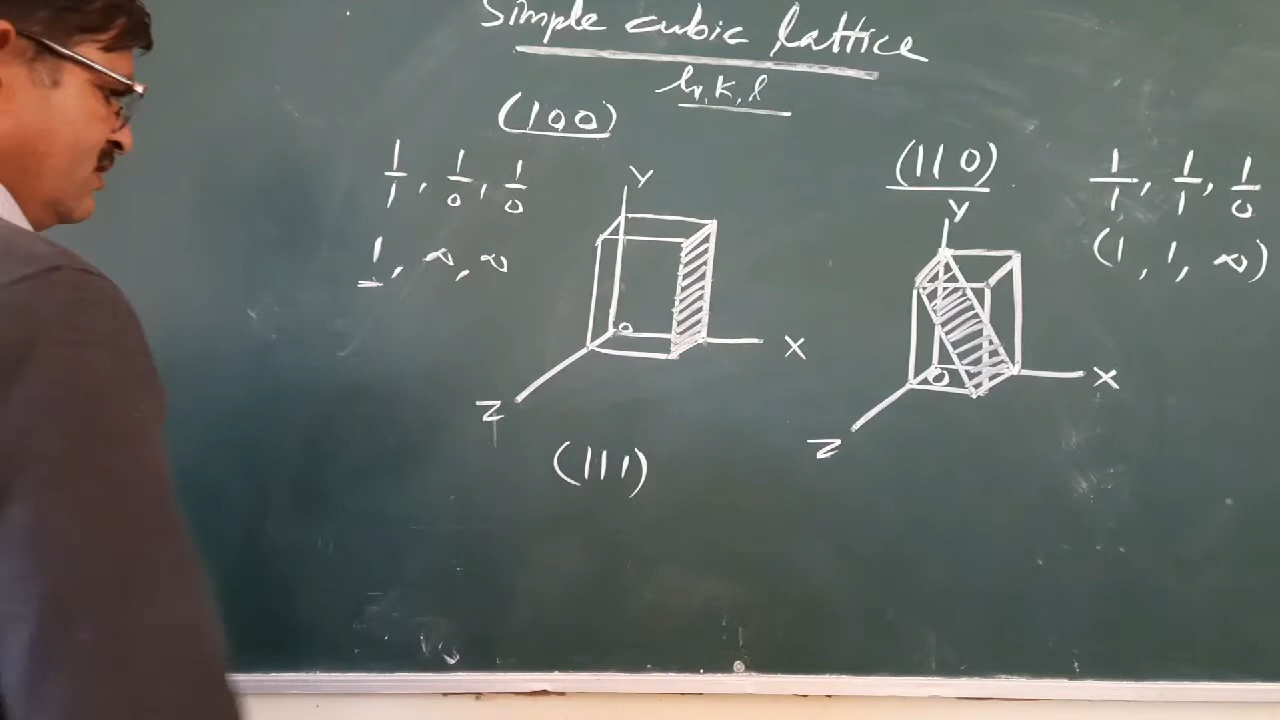 Simple cubic lattice
h, k, l
(100)
1/1, 1/0, 1/0
1, ∞, ∞
Y
O
X
Z
(110)
1/1, 1/1, 1/0
(1, 1, ∞)
Y
O
X
Z
(111)